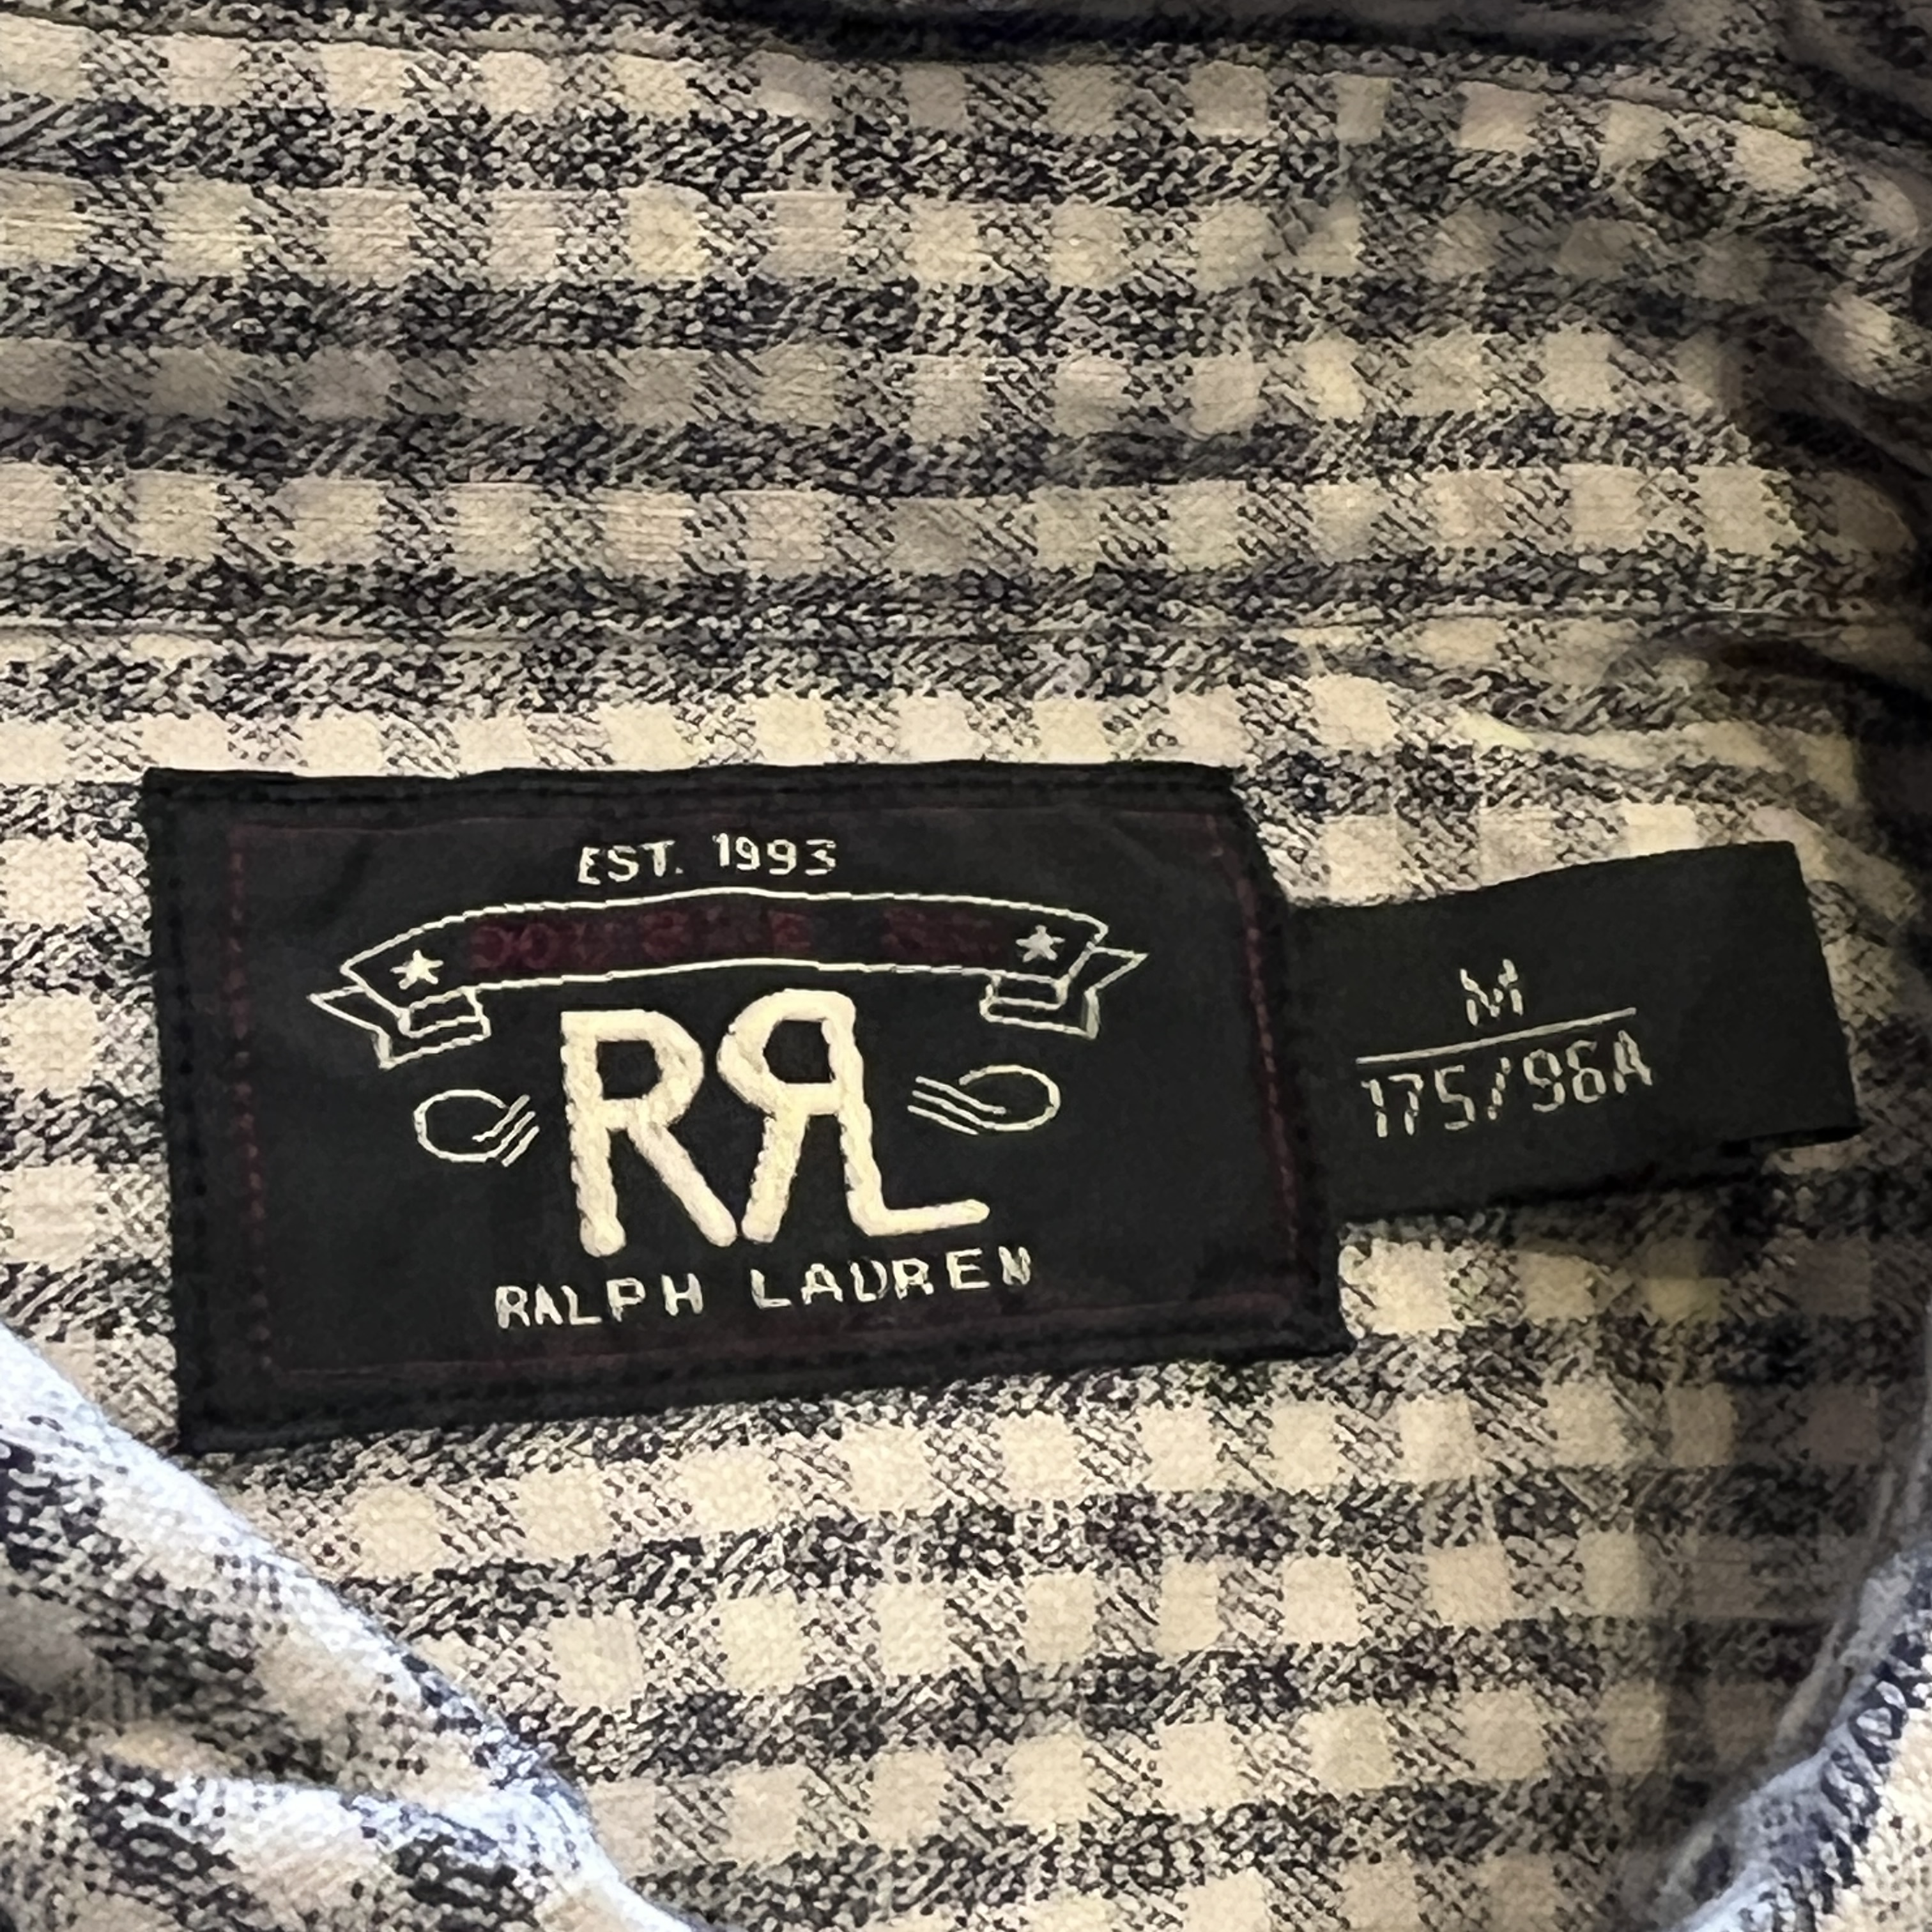 EST. 1993
RRL
RALPH LAUREN
M
175/96A